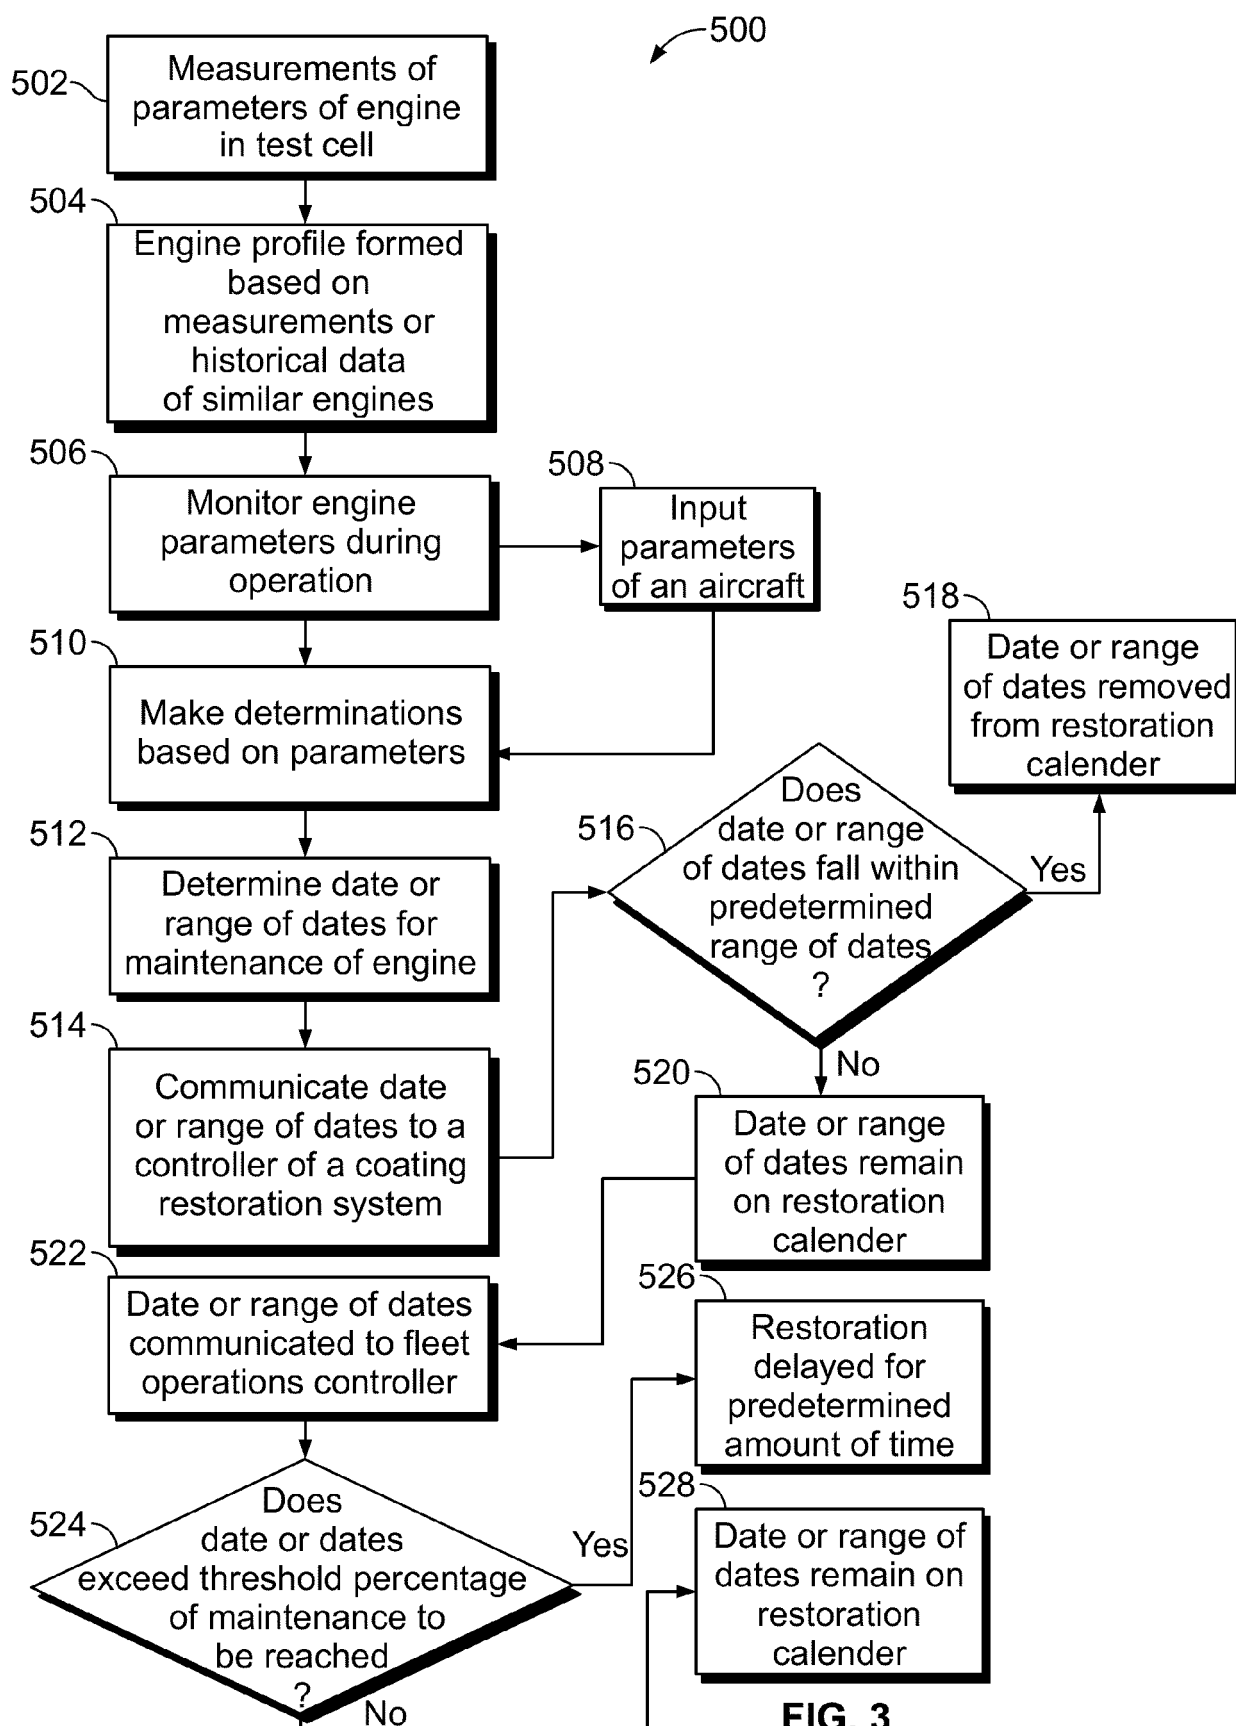 500
502
Measurements of
parameters of engine
in test cell
504
Engine profile formed
based on
measurements or
historical data
of similar engines
506
Monitor engine
parameters during
operation
508
Input
parameters
of an aircraft
510
Make determinations
based on parameters
512
Determine date or
range of dates for
maintenance of engine
514
Communicate date
or range of dates to a
controller of a coating
restoration system
516
Does
date or range
of dates fall within
predetermined
range of dates
?
Yes
518
Date or range
of dates removed
from restoration
calender
No
520
Date or range
of dates remain
on restoration
calender
522
Date or range of dates
communicated to fleet
operations controller
524
Does
date or dates
exceed threshold percentage
of maintenance to
be reached
?
Yes
526
Restoration
delayed for
predetermined
amount of time
No
528
Date or range of
dates remain on
restoration
calender
FIG. 3